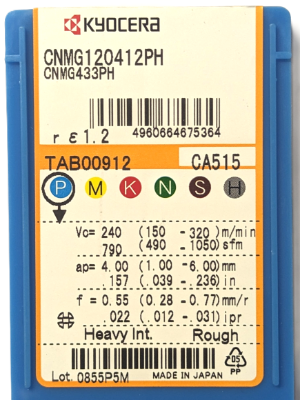 KYOCERA
CNMG120412PH
CNMG433PH
r ε 1.2
4960664675364
TAB00912 CA515
P M K N S H
Vc= 240 (150 - 320) m/min
790 (490 - 1050) sfm
ap= 4.00 (1.00 - 6.00) mm
.157 (.039 - .236) in
f = 0.55 (0.28 - 0.77) mm/r
.022 (.012 - .031) ipr
Heavy Int. Rough
Lot. 0855P5M MADE IN JAPAN
05
PP